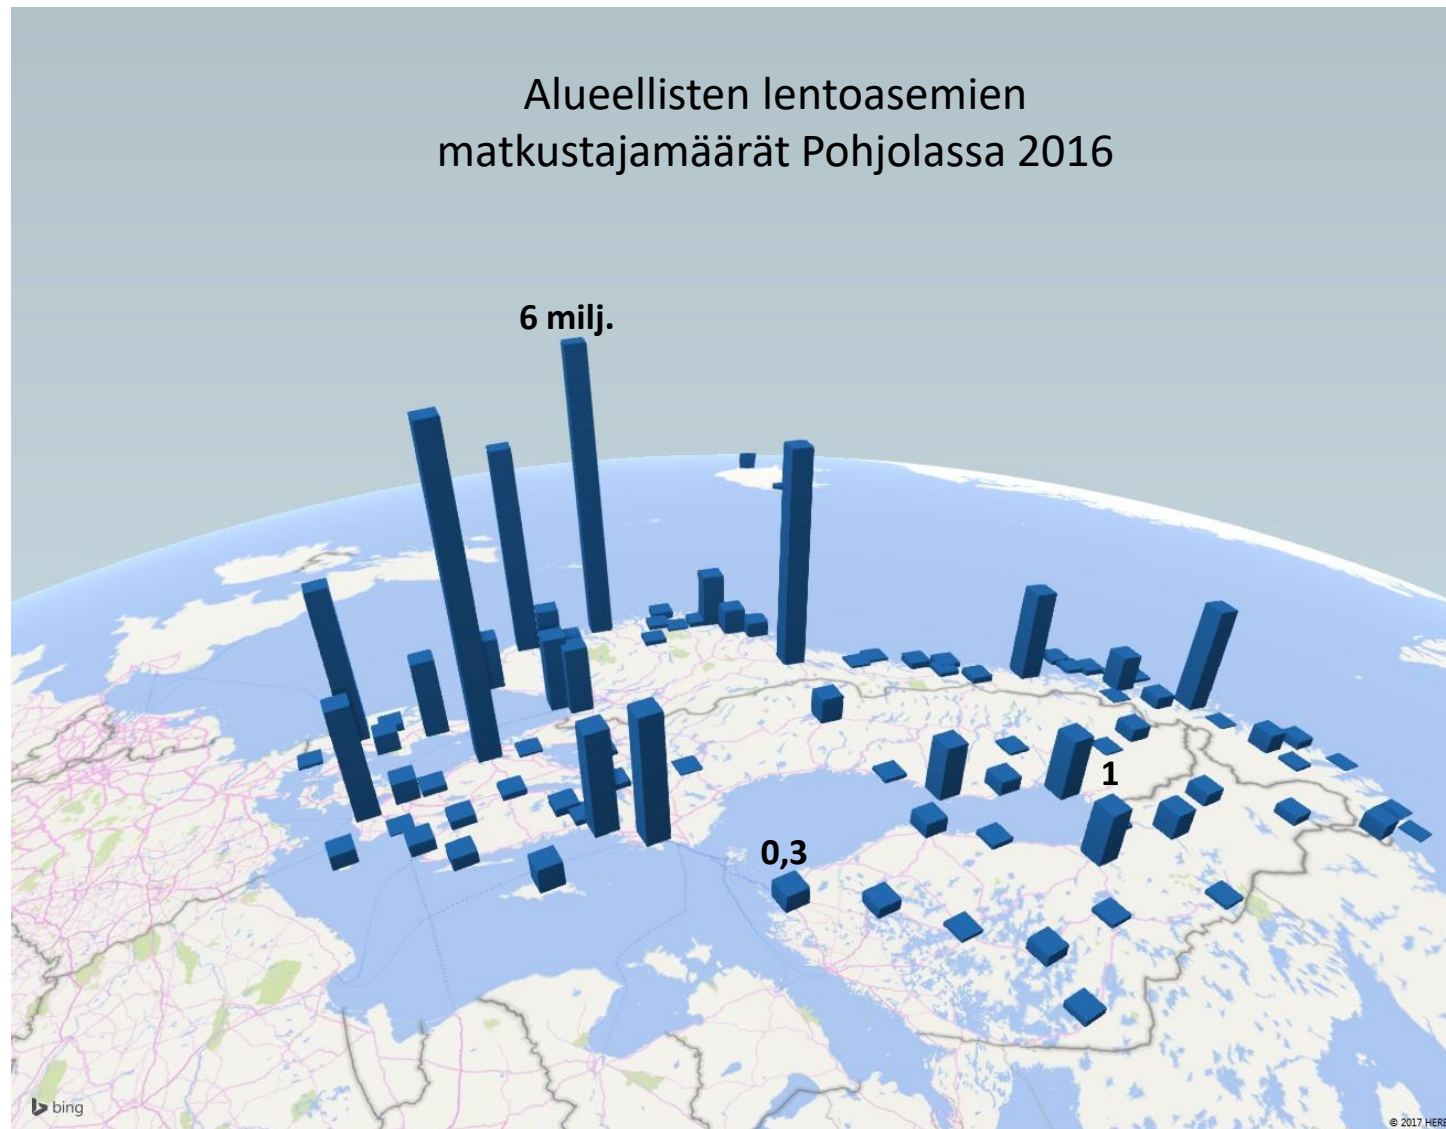 Alueellisten lentoasemien
matkustajamäärät Pohjolassa 2016
6 milj.
1
0,3
bing
© 2017 HERE